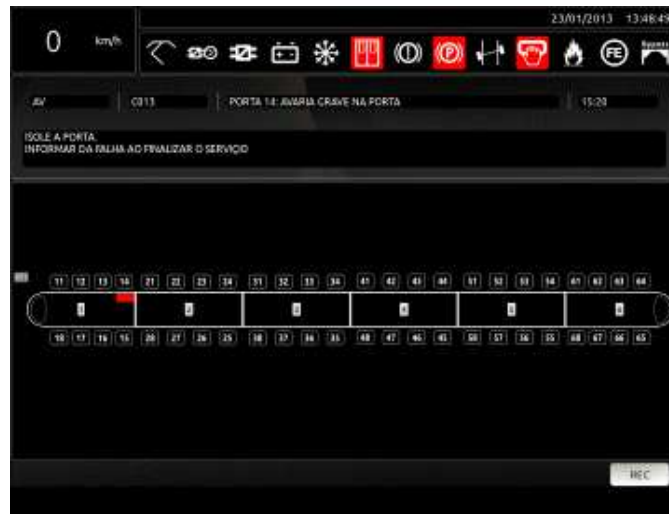 23/01/2013 13:48:49
0 km/h
P
FE
AV C013 PORTA 14: AVARIA GRAVE NA PORTA 15:20
ISOLE A PORTA.
INFORMAR DA FALHA AO FINALIZAR O SERVIÇIO
11 12 13 14 21 22 23 24 31 32 33 34 41 42 43 44 51 52 53 54 61 62 63 64
1 2 3 4 5 6
18 17 16 15 28 27 26 25 38 37 36 35 48 47 46 45 58 57 56 55 68 67 66 65
REC